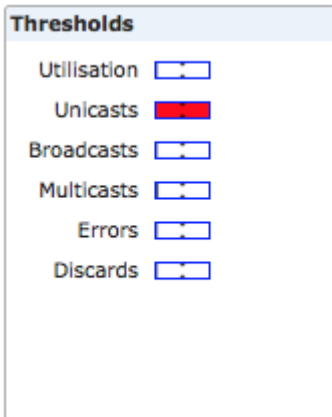 Thresholds
Utilisation
Unicasts
Broadcasts
Multicasts
Errors
Discards